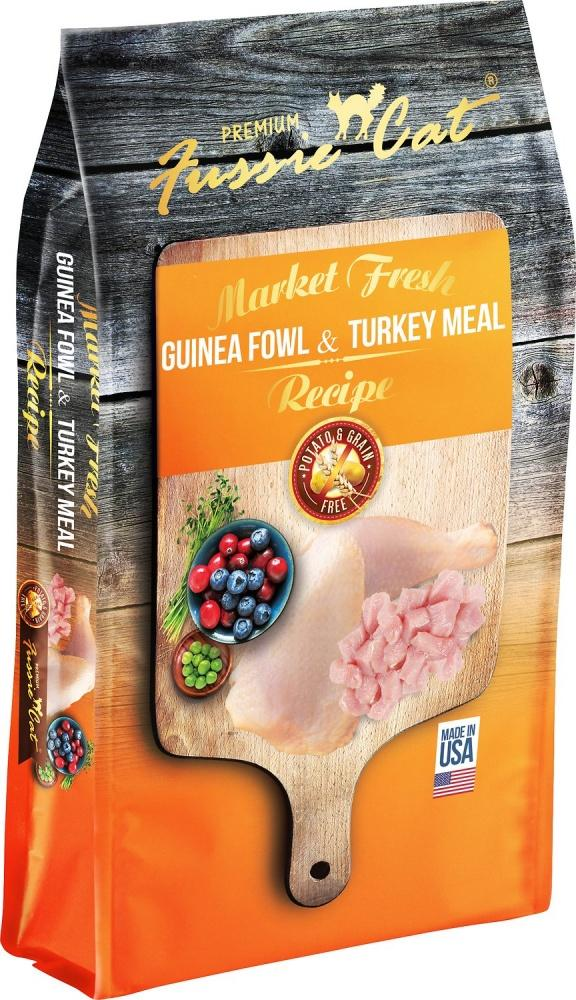 PREMIUM
Fussie Cat®
Market Fresh
GUINEA FOWL & TURKEY MEAL
Recipe
POTATO & GRAIN
FREE
MADE IN
USA
Market Fresh
GUINEA FOWL & TURKEY MEAL
Recipe
PREMIUM
Fussie Cat